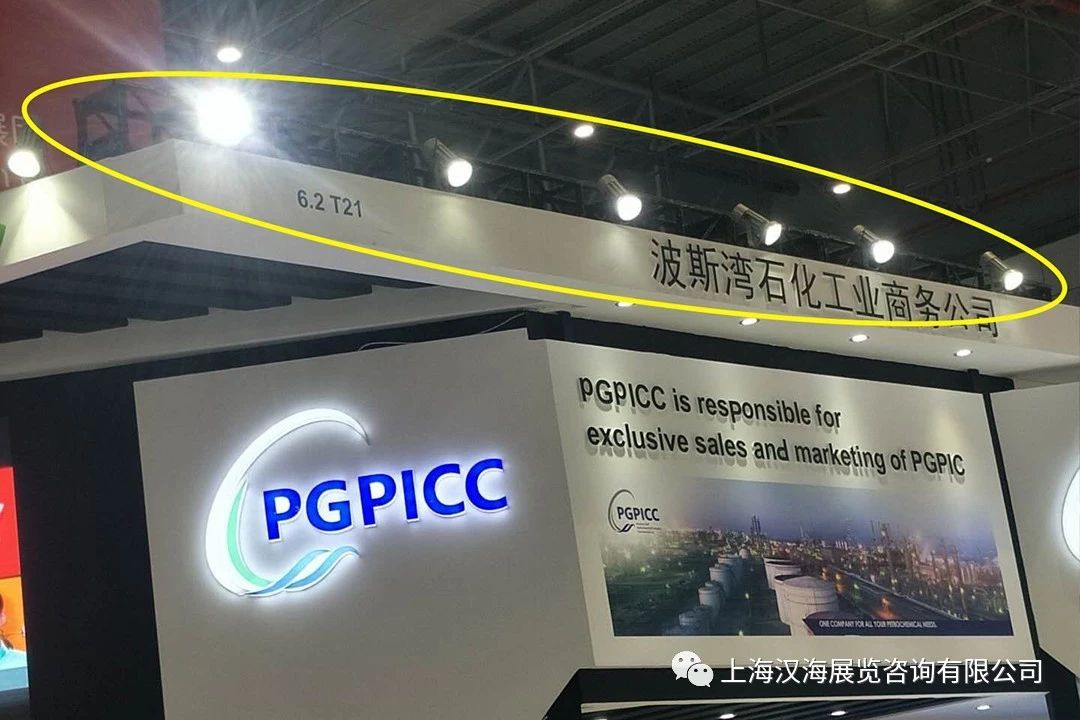 6.2 T21
波斯湾石化工业商务公司
PGPICC
pGpICC is responsible for
exclusive sales and marketing of PGPIC
PGPICC
ONE COMPANY FOR ALL YOUR PETROCHEMICAL NEEDS.
上海汉海展览咨询有限公司